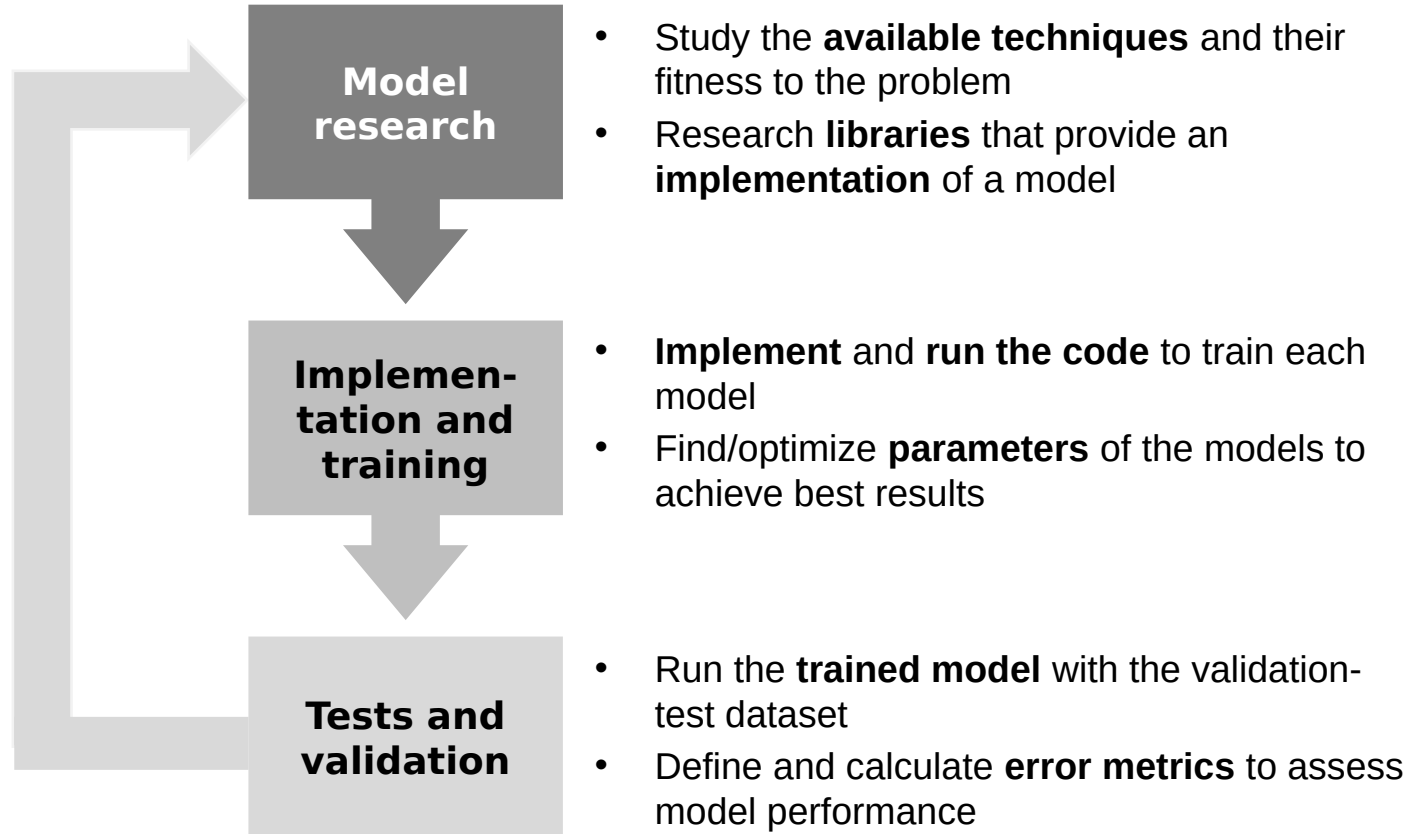 Model
research
• Study the available techniques and their
fitness to the problem
• Research libraries that provide an
implementation of a model
Implemen-
tation and
training
• Implement and run the code to train each
model
• Find/optimize parameters of the models to
achieve best results
Tests and
validation
• Run the trained model with the validation-
test dataset
• Define and calculate error metrics to assess
model performance